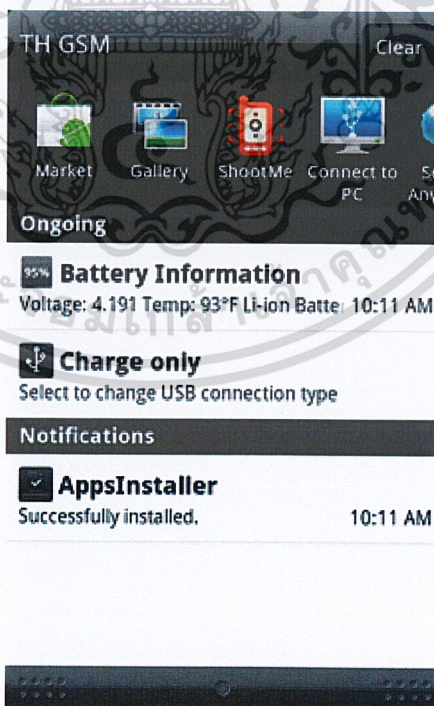 TH GSM Clear
Market Gallery ShootMe Connect to
PC
Ongoing
95% Battery Information
Voltage: 4.191 Temp: 93°F Li-ion Batte 10:11 AM
Charge only
Select to change USB connection type
Notifications
AppsInstaller
Successfully installed. 10:11 AM